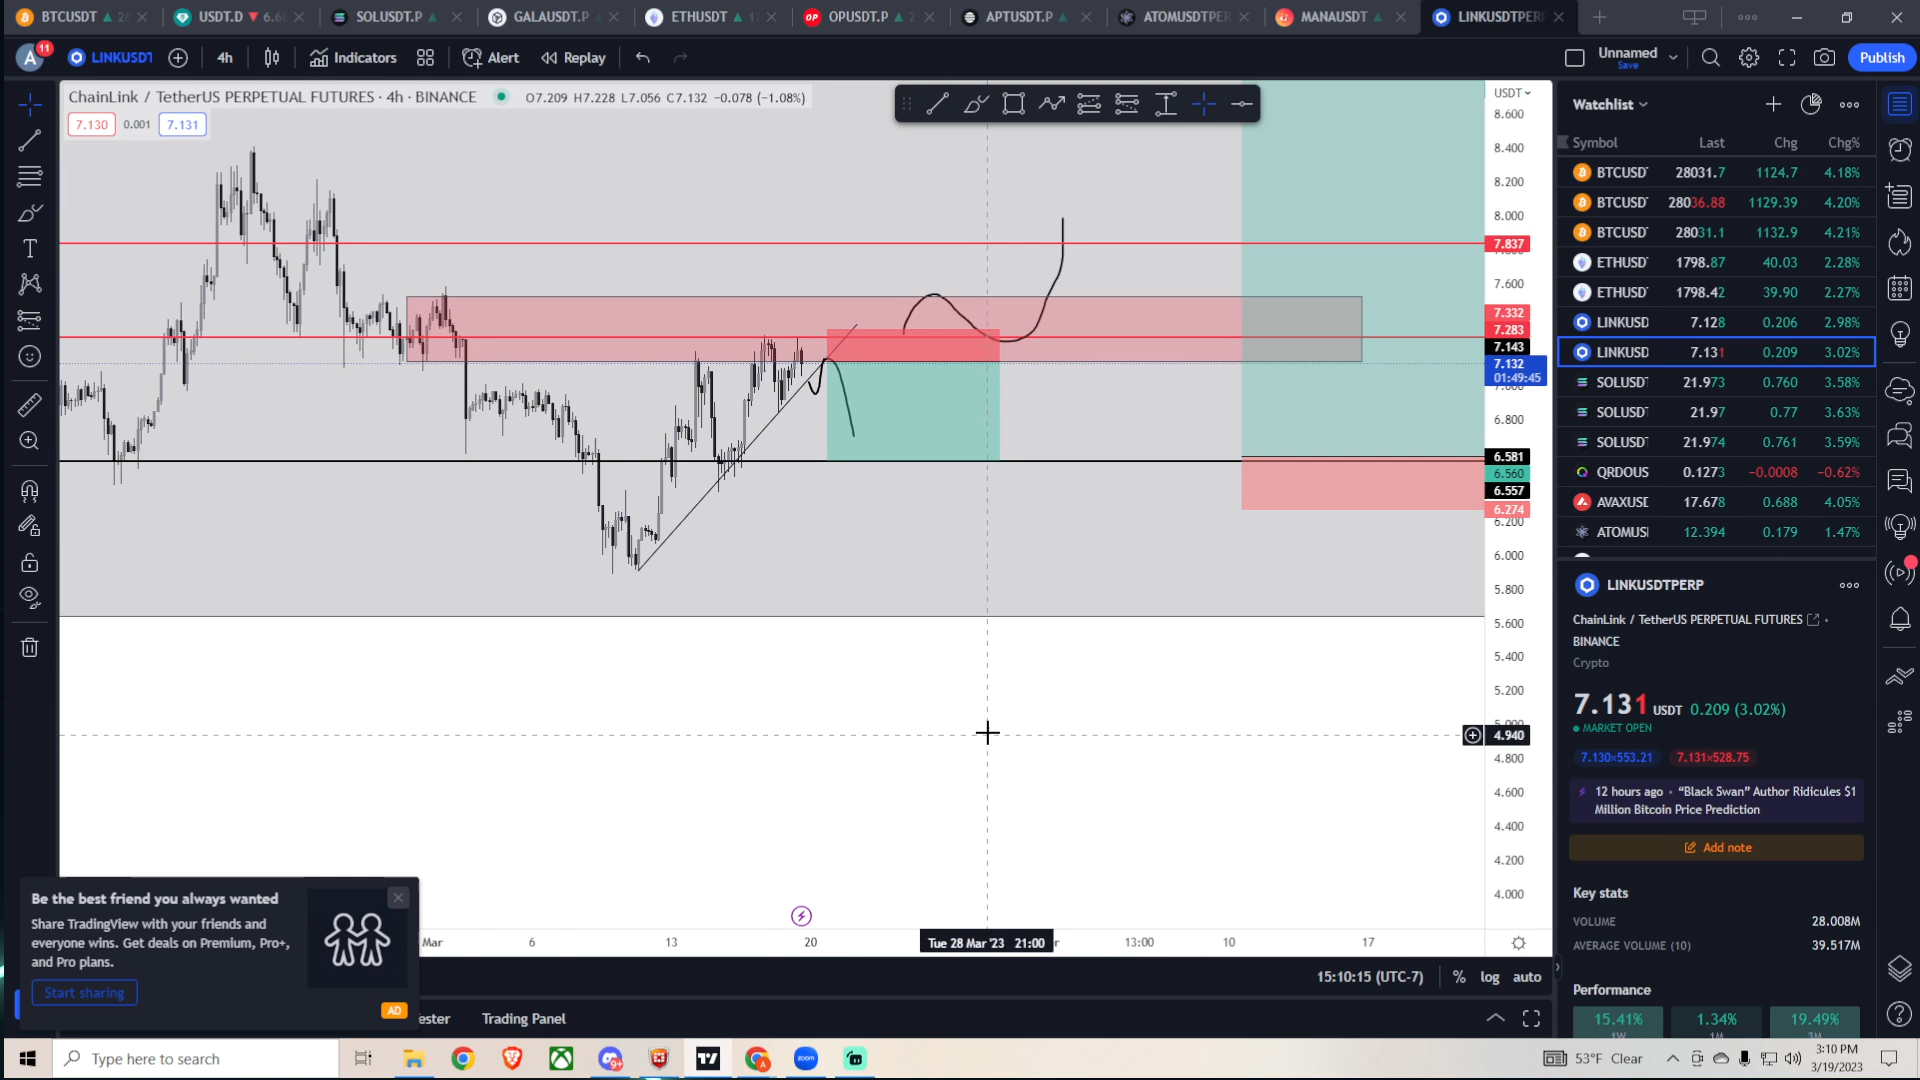 BTCUSDT ▲ 28
USDT.D ▼ 6.6
SOLUSDT.P ▲
GALAUSDT.P
ETHUSDT ▲ 1
OPUSDT.P ▲ 2
APTUSDT.P ▲
ATOMUSDTPER
MANAUSDT ▲
LINKUSDTPER
A 11 LINKUSDT 4h Indicators Alert Replay
Unnamed
Save
Publish
ChainLink / TetherUS PERPETUAL FUTURES · 4h · BINANCE O7.209 H7.228 L7.056 C7.132 −0.078 (−1.08%)
7.130 0.001 7.131
USDT
8.600
8.400
8.200
8.000
7.837
7.600
7.332
7.283
7.143
7.132
01:49:45
6.800
6.581
6.560
6.557
6.274
6.200
6.000
5.800
5.600
5.400
5.200
5.000
4.940
4.800
4.600
4.400
4.200
4.000
Mar 6 13 20 Tue 28 Mar '23 21:00 13:00 10 17
15:10:15 (UTC-7) % log auto
ester Trading Panel
Be the best friend you always wanted
Share TradingView with your friends and
everyone wins. Get deals on Premium, Pro+,
and Pro plans.
Start sharing
AD
Watchlist
Symbol Last Chg Chg%
BTCUSD 28031.7 1124.7 4.18%
BTCUSD 28036.88 1129.39 4.20%
BTCUSD 28031.1 1132.9 4.21%
ETHUSD 1798.87 40.03 2.28%
ETHUSD 1798.42 39.90 2.27%
LINKUSD 7.128 0.206 2.98%
LINKUSD 7.131 0.209 3.02%
SOLUSD 21.973 0.760 3.58%
SOLUSD 21.97 0.77 3.63%
SOLUSD 21.974 0.761 3.59%
QRDOUS 0.1273 −0.0008 −0.62%
AVAXUSD 17.678 0.688 4.05%
ATOMUS 12.394 0.179 1.47%
LINKUSDTPERP
ChainLink / TetherUS PERPETUAL FUTURES ·
BINANCE
Crypto
7.131 USDT 0.209 (3.02%)
MARKET OPEN
7.130×553.21 7.131×528.75
12 hours ago · “Black Swan” Author Ridicules $1
Million Bitcoin Price Prediction
Add note
Key stats
VOLUME 28.008M
AVERAGE VOLUME (10) 39.517M
Performance
15.41% 1.34% 19.49%
Type here to search
zoom
53°F Clear
3:10 PM
3/19/2023